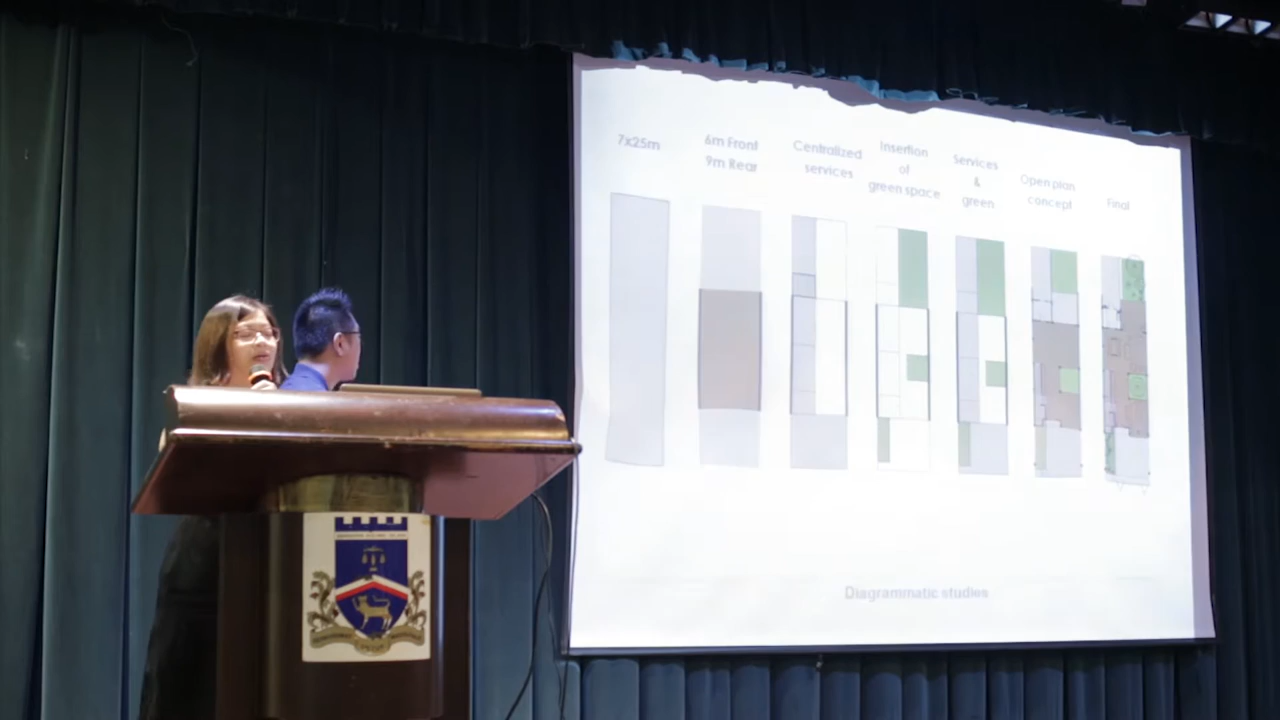 7x25m
6m Front
9m Rear
Centralized
services
Insertion
of
green space
Services
&
green
Open plan
concept
Final
Diagrammatic studies